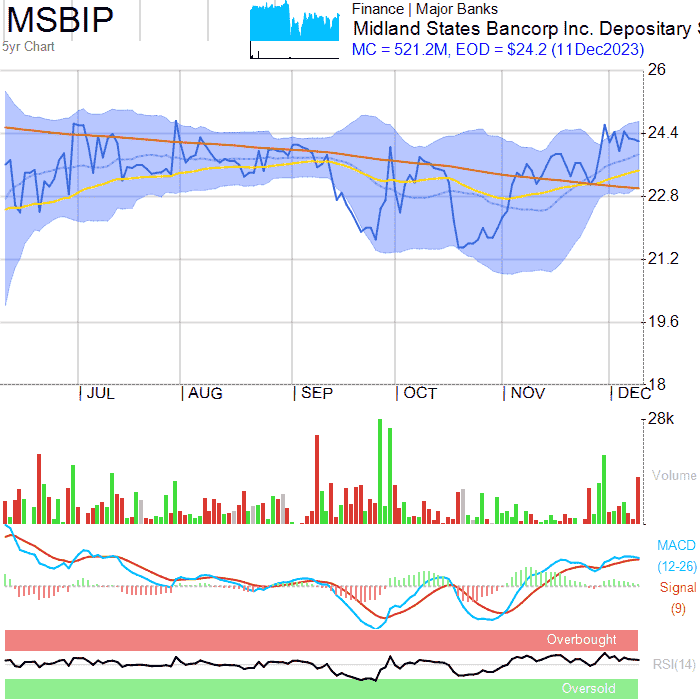 MSBIP
5yr Chart
Finance | Major Banks
Midland States Bancorp Inc. Depositary S
MC = 521.2M, EOD = $24.2 (11Dec2023)
26
24.4
22.8
21.2
19.6
18
|JUL |AUG |SEP |OCT |NOV |DEC
28k
Volume
MACD
(12-26)
Signal
(9)
Overbought
RSI(14)
Oversold